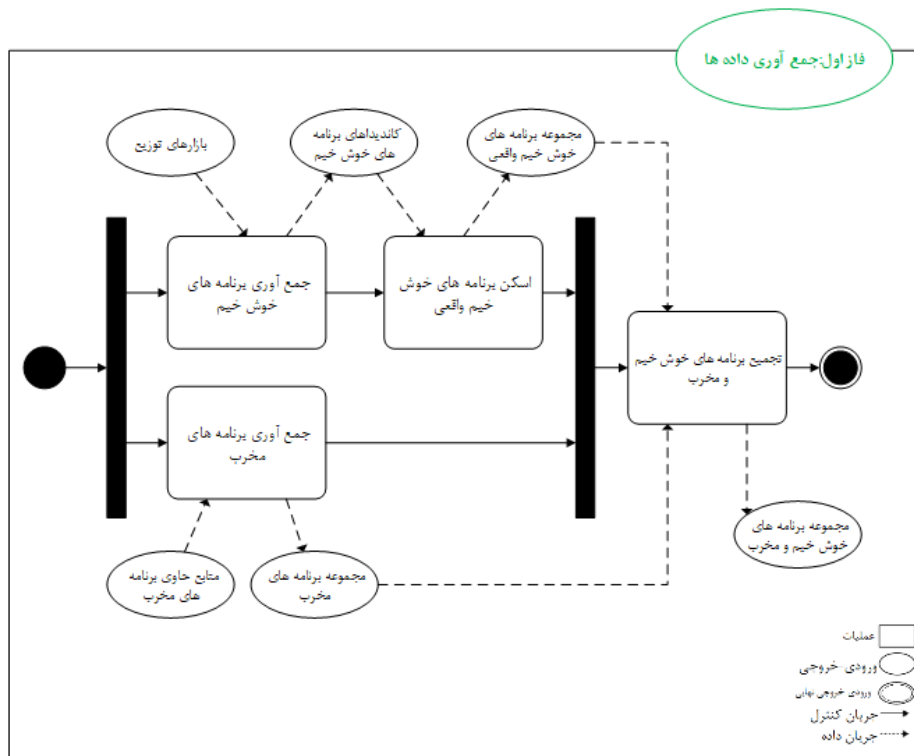 فاز اول:جمع آوری داده ها
بازارهای توزیع
کاندیداهای برنامه
های خوش خیم
مجموعه برنامه های
خوش خیم واقعی
جمع آوری برنامه های
خوش خیم
اسکن برنامه های خوش
خیم واقعی
تجمیع برنامه های خوش خیم
و مخرب
جمع آوری برنامه های
مخرب
منابع حاوی برنامه
های مخرب
مجموعه برنامه های
مخرب
مجموعه برنامه های
خوش خیم و مخرب
عملیات
ورودی-خروجی
ورودی خروجی نهایی
جریان کنترل
جریان داده